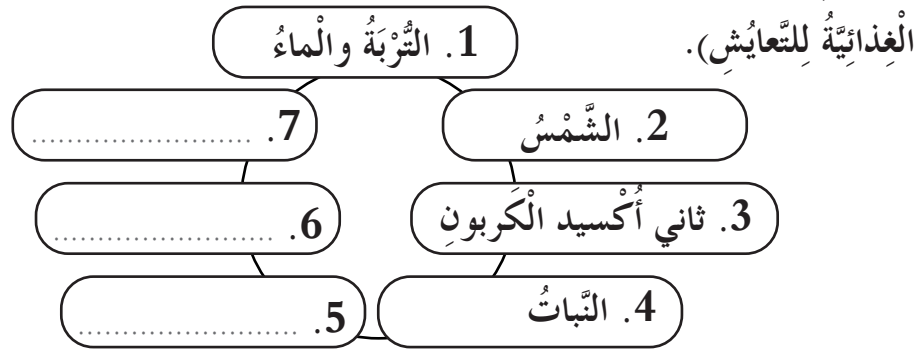 الْغِذائِيَّةُ لِلتَّعايُشِ).
1. التُّرْبَةُ والْماءُ
2. الشَّمْسُ
3. ثاني أُكْسيد الْكَربونِ
4. النَّباتُ
5. ........................
6. ........................
7. ........................